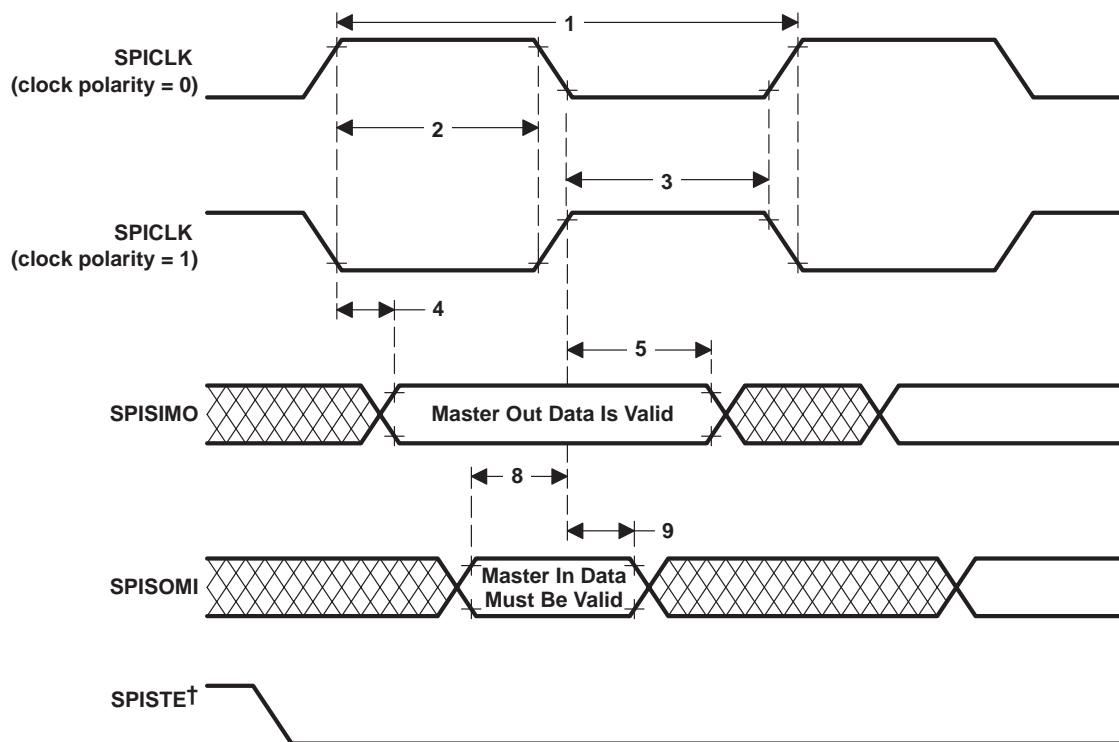 1
SPICLK
(clock polarity = 0)
2
3
SPICLK
(clock polarity = 1)
4
5
SPISIMO
Master Out Data Is Valid
8
9
SPISOMI
Master In Data
Must Be Valid
SPISTE†